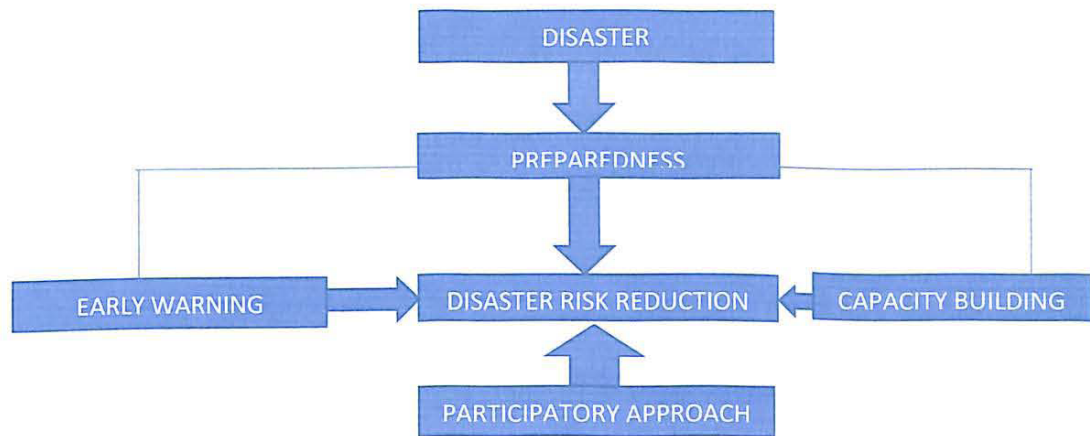 DISASTER
PREPAREDNESS
EARLY WARNING
DISASTER RISK REDUCTION
CAPACITY BUILDING
PARTICIPATORY APPROACH